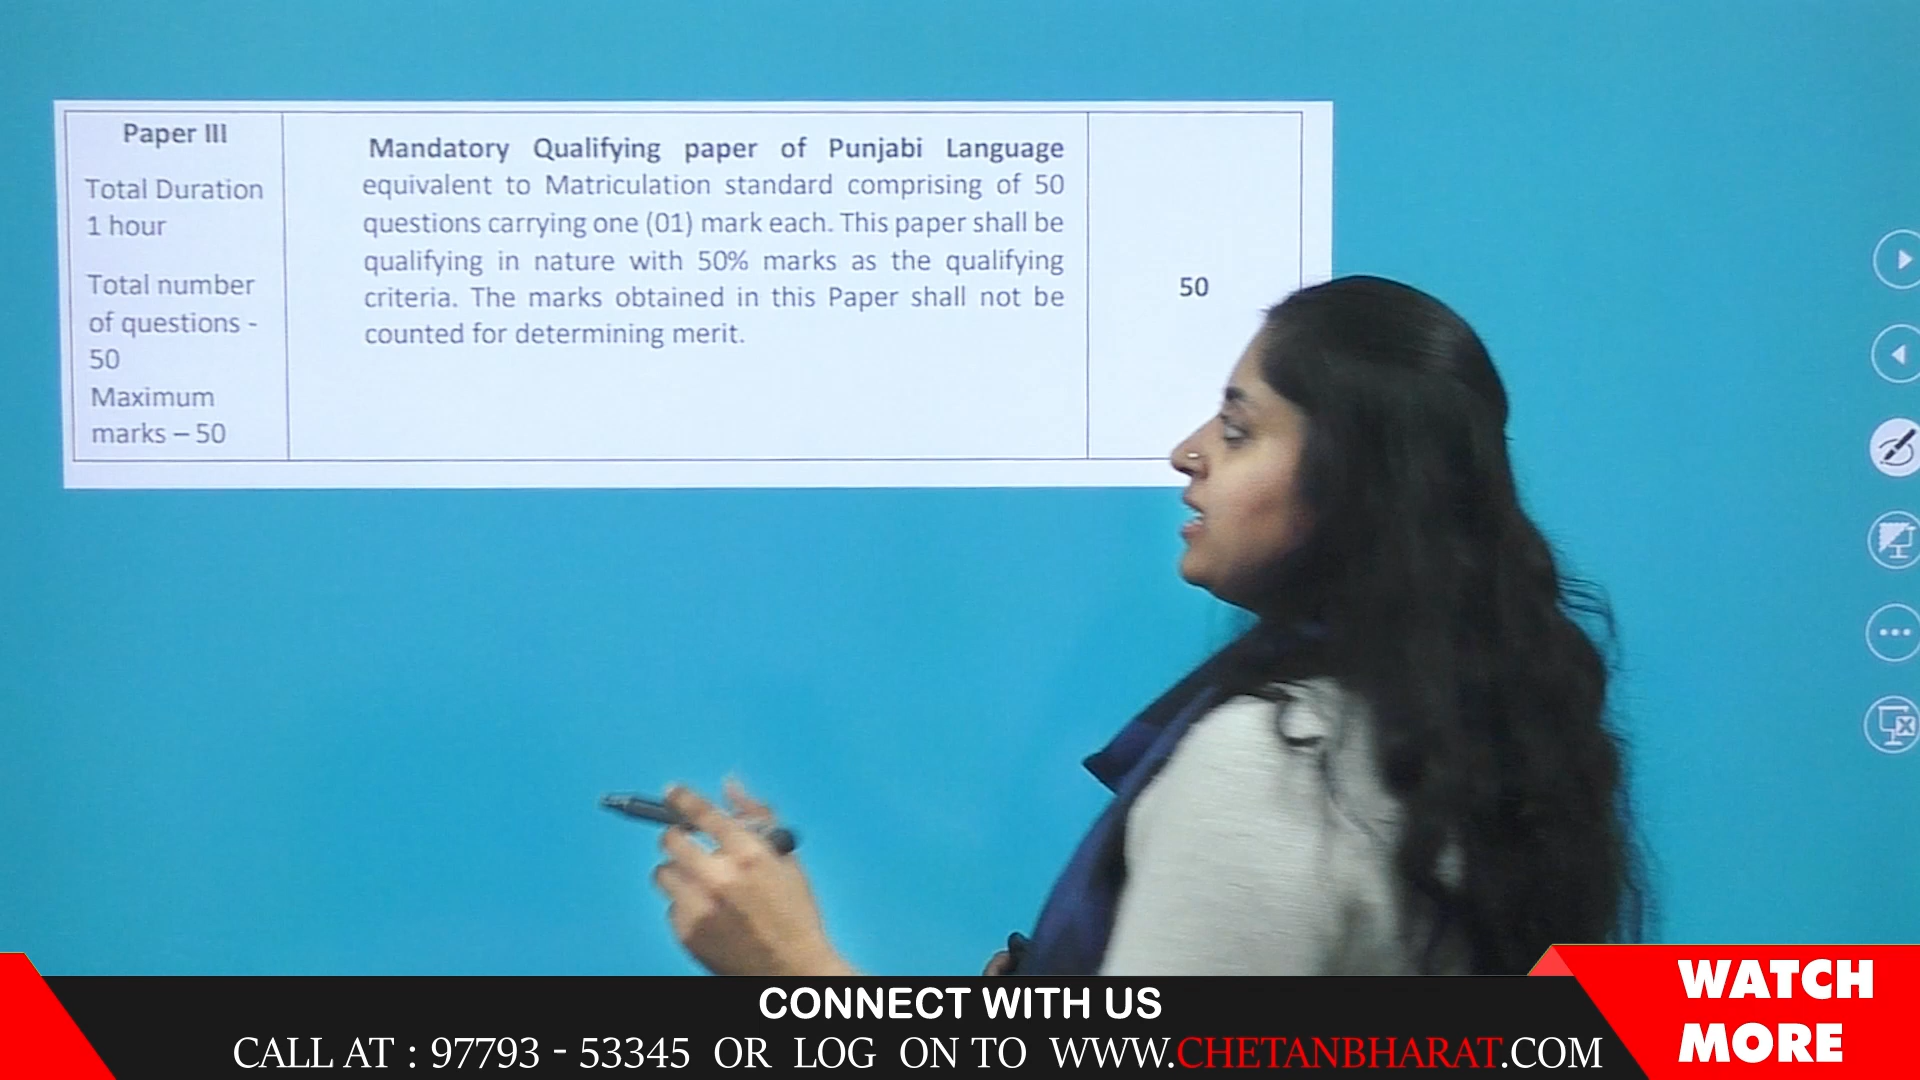 Paper III
Total Duration
1 hour
Total number
of questions -
50
Maximum
marks – 50
Mandatory Qualifying paper of Punjabi Language
equivalent to Matriculation standard comprising of 50
questions carrying one (01) mark each. This paper shall be
qualifying in nature with 50% marks as the qualifying
criteria. The marks obtained in this Paper shall not be
counted for determining merit.
50
CONNECT WITH US
CALL AT : 97793 - 53345 OR LOG ON TO WWW.CHETANBHARAT.COM
WATCH
MORE